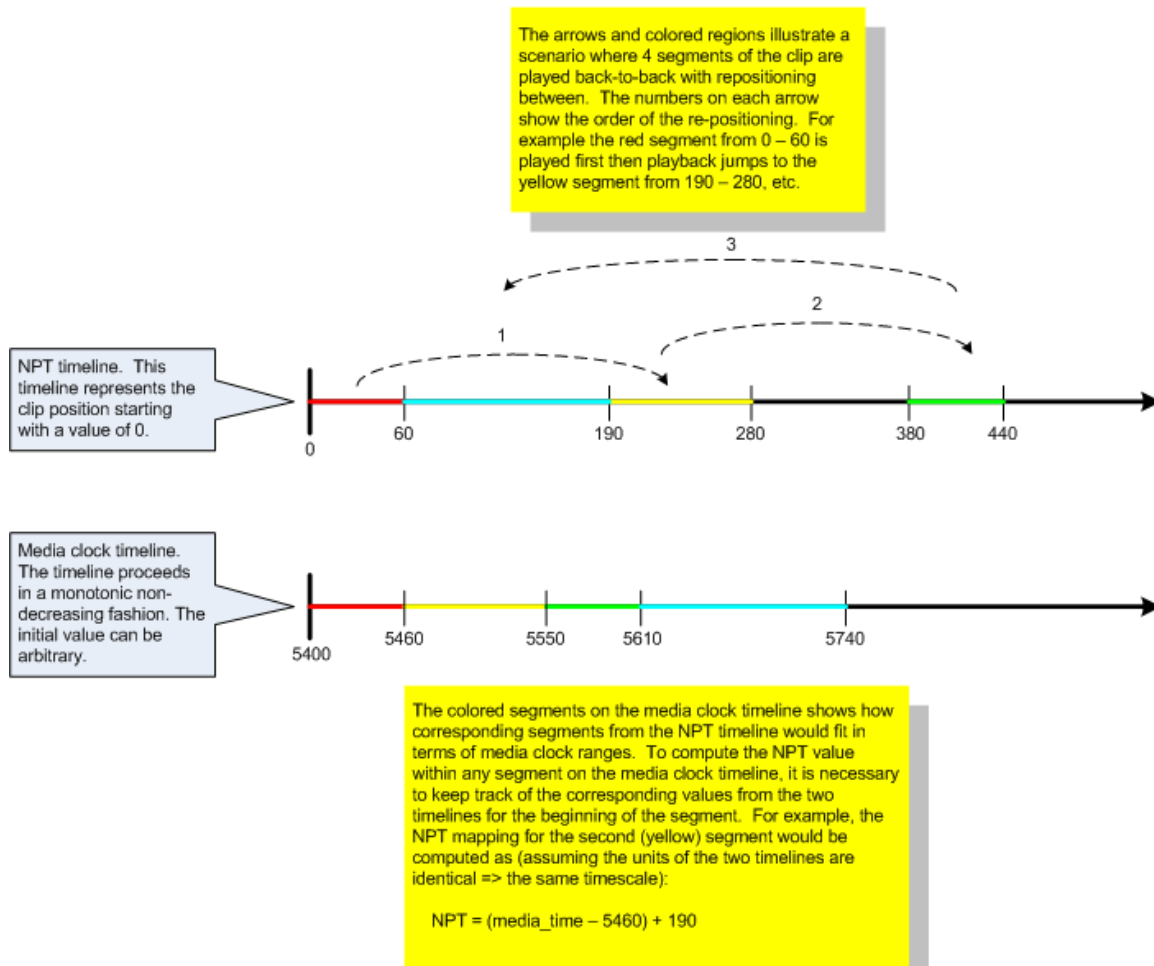 The arrows and colored regions illustrate a
scenario where 4 segments of the clip are
played back-to-back with repositioning
between.  The numbers on each arrow
show the order of the re-positioning.  For
example the red segment from 0 – 60 is
played first then playback jumps to the
yellow segment from 190 – 280, etc.
3
2
1
NPT timeline.  This
timeline represents the
clip position starting
with a value of 0.
0
60
190
280
380
440
Media clock timeline.
The timeline proceeds
in a monotonic non-
decreasing fashion. The
initial value can be
arbitrary.
5400
5460
5550
5610
5740
The colored segments on the media clock timeline shows how
corresponding segments from the NPT timeline would fit in
terms of media clock ranges.  To compute the NPT value
within any segment on the media clock timeline, it is necessary
to keep track of the corresponding values from the two
timelines for the beginning of the segment.  For example, the
NPT mapping for the second (yellow) segment would be
computed as (assuming the units of the two timelines are
identical => the same timescale):
NPT = (media_time – 5460) + 190